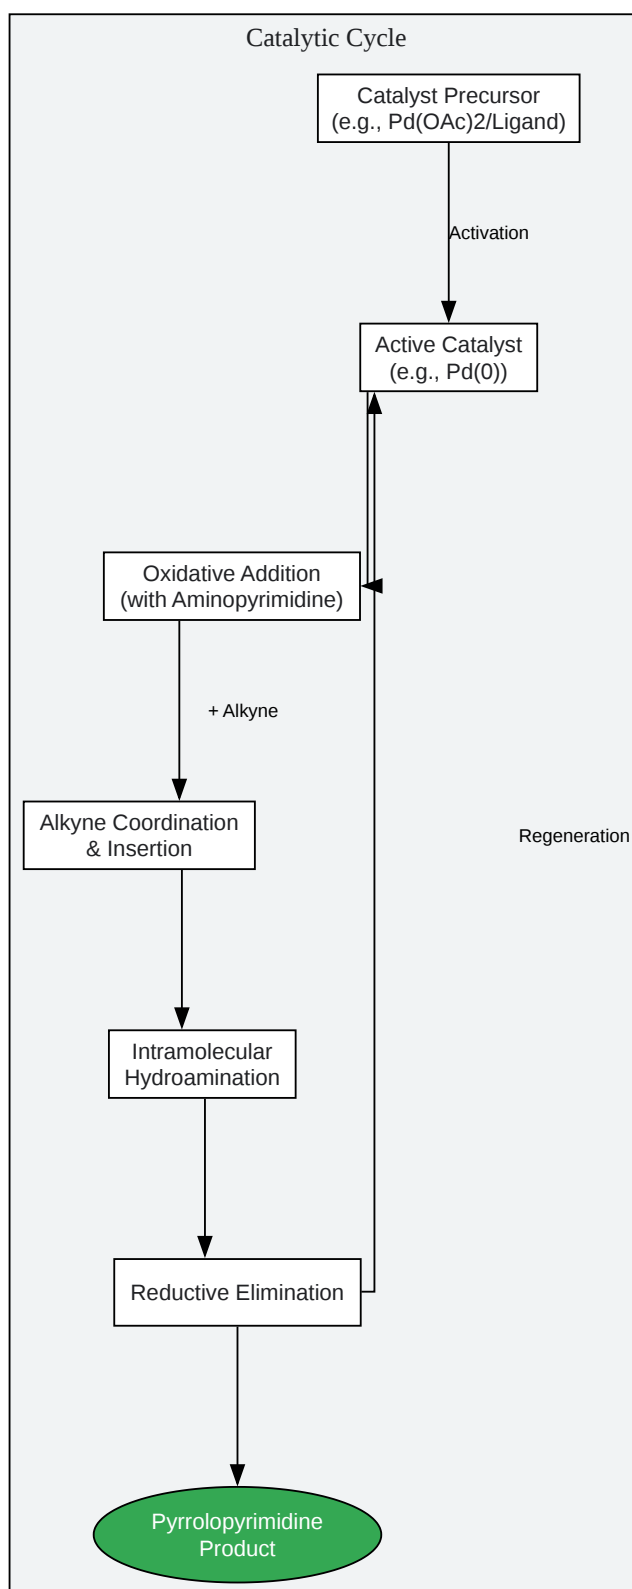 Catalytic Cycle
Catalyst Precursor
(e.g., Pd(OAc)2/Ligand)
Activation
Active Catalyst
(e.g., Pd(0))
Oxidative Addition
(with Aminopyrimidine)
+ Alkyne
Alkyne Coordination
& Insertion
Regeneration
Intramolecular
Hydroamination
Reductive Elimination
Pyrrolopyrimidine
Product